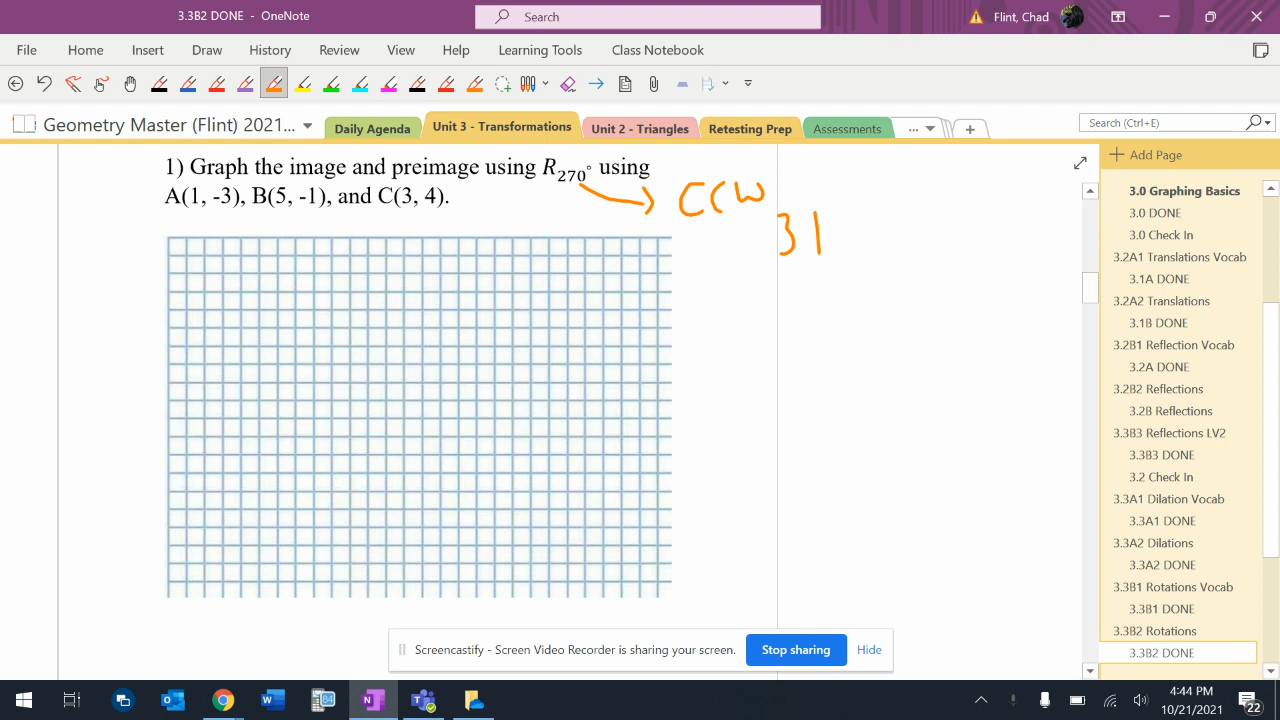 3.3B2 DONE - OneNote
Search
Flint, Chad
File Home Insert Draw History Review View Help Learning Tools Class Notebook
Geometry Master (Flint) 2021...
Daily Agenda
Unit 3 - Transformations
Unit 2 - Triangles
Retesting Prep
Assessments
...
Search (Ctrl+E)
1) Graph the image and preimage using R270° using
A(1, -3), B(5, -1), and C(3, 4).
CCW
31
Add Page
3.0 Graphing Basics
3.0 DONE
3.0 Check In
3.2A1 Translations Vocab
3.1A DONE
3.2A2 Translations
3.1B DONE
3.2B1 Reflection Vocab
3.2A DONE
3.2B2 Reflections
3.2B Reflections
3.3B3 Reflections LV2
3.3B3 DONE
3.2 Check In
3.3A1 Dilation Vocab
3.3A1 DONE
3.3A2 Dilations
3.3A2 DONE
3.3B1 Rotations Vocab
3.3B1 DONE
3.3B2 Rotations
3.3B2 DONE
Screencastify - Screen Video Recorder is sharing your screen.
Stop sharing
Hide
84
4:44 PM
10/21/2021
22